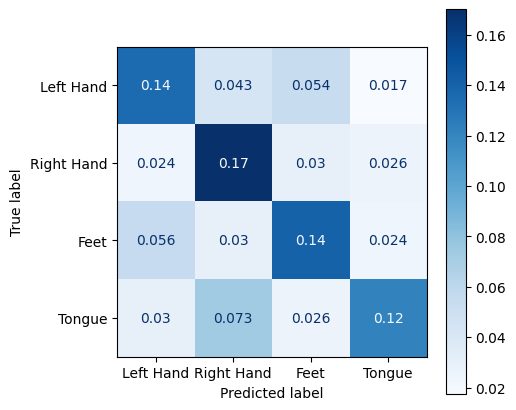 Left Hand 0.14 0.043 0.054 0.017
Right Hand 0.024 0.17 0.03 0.026
Feet 0.056 0.03 0.14 0.024
Tongue 0.03 0.073 0.026 0.12
Left Hand Right Hand Feet Tongue
Predicted label
True label
0.16
0.14
0.12
0.10
0.08
0.06
0.04
0.02